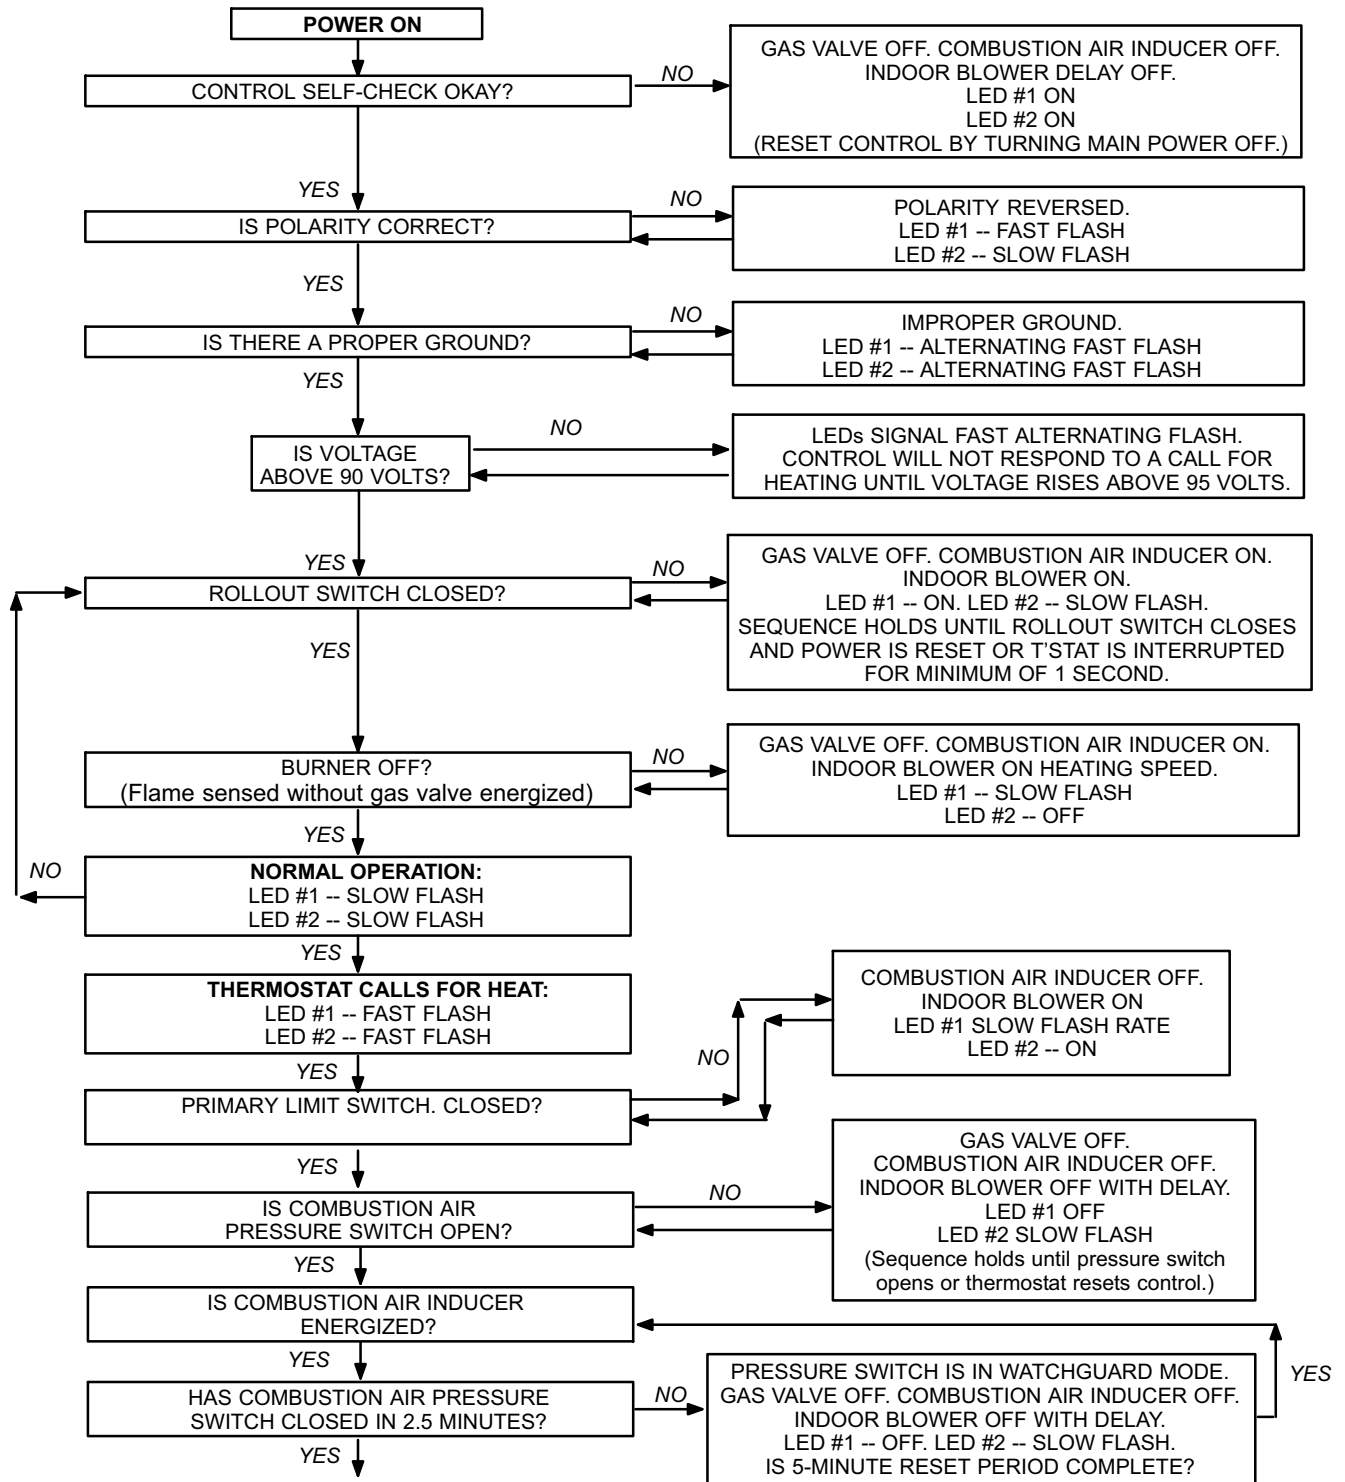 POWER ON
CONTROL SELF-CHECK OKAY?
NO
GAS VALVE OFF. COMBUSTION AIR INDUCER OFF.
INDOOR BLOWER DELAY OFF.
LED #1 ON
LED #2 ON
(RESET CONTROL BY TURNING MAIN POWER OFF.)
YES
IS POLARITY CORRECT?
NO
POLARITY REVERSED.
LED #1 -- FAST FLASH
LED #2 -- SLOW FLASH
YES
IS THERE A PROPER GROUND?
NO
IMPROPER GROUND.
LED #1 -- ALTERNATING FAST FLASH
LED #2 -- ALTERNATING FAST FLASH
YES
IS VOLTAGE
ABOVE 90 VOLTS?
NO
LEDs SIGNAL FAST ALTERNATING FLASH.
CONTROL WILL NOT RESPOND TO A CALL FOR
HEATING UNTIL VOLTAGE RISES ABOVE 95 VOLTS.
YES
ROLLOUT SWITCH CLOSED?
NO
GAS VALVE OFF. COMBUSTION AIR INDUCER ON.
INDOOR BLOWER ON.
LED #1 -- ON. LED #2 -- SLOW FLASH.
SEQUENCE HOLDS UNTIL ROLLOUT SWITCH CLOSES
AND POWER IS RESET OR T'STAT IS INTERRUPTED
FOR MINIMUM OF 1 SECOND.
YES
BURNER OFF?
(Flame sensed without gas valve energized)
NO
GAS VALVE OFF. COMBUSTION AIR INDUCER ON.
INDOOR BLOWER ON HEATING SPEED.
LED #1 -- SLOW FLASH
LED #2 -- OFF
YES
NO
NORMAL OPERATION:
LED #1 -- SLOW FLASH
LED #2 -- SLOW FLASH
YES
THERMOSTAT CALLS FOR HEAT:
LED #1 -- FAST FLASH
LED #2 -- FAST FLASH
YES
PRIMARY LIMIT SWITCH. CLOSED?
NO
COMBUSTION AIR INDUCER OFF.
INDOOR BLOWER ON
LED #1 SLOW FLASH RATE
LED #2 -- ON
YES
IS COMBUSTION AIR
PRESSURE SWITCH OPEN?
NO
GAS VALVE OFF.
COMBUSTION AIR INDUCER OFF.
INDOOR BLOWER OFF WITH DELAY.
LED #1 OFF
LED #2 SLOW FLASH
(Sequence holds until pressure switch
opens or thermostat resets control.)
YES
IS COMBUSTION AIR INDUCER
ENERGIZED?
YES
HAS COMBUSTION AIR PRESSURE
SWITCH CLOSED IN 2.5 MINUTES?
NO
PRESSURE SWITCH IS IN WATCHGUARD MODE.
GAS VALVE OFF. COMBUSTION AIR INDUCER OFF.
INDOOR BLOWER OFF WITH DELAY.
LED #1 -- OFF. LED #2 -- SLOW FLASH.
IS 5-MINUTE RESET PERIOD COMPLETE?
YES
YES